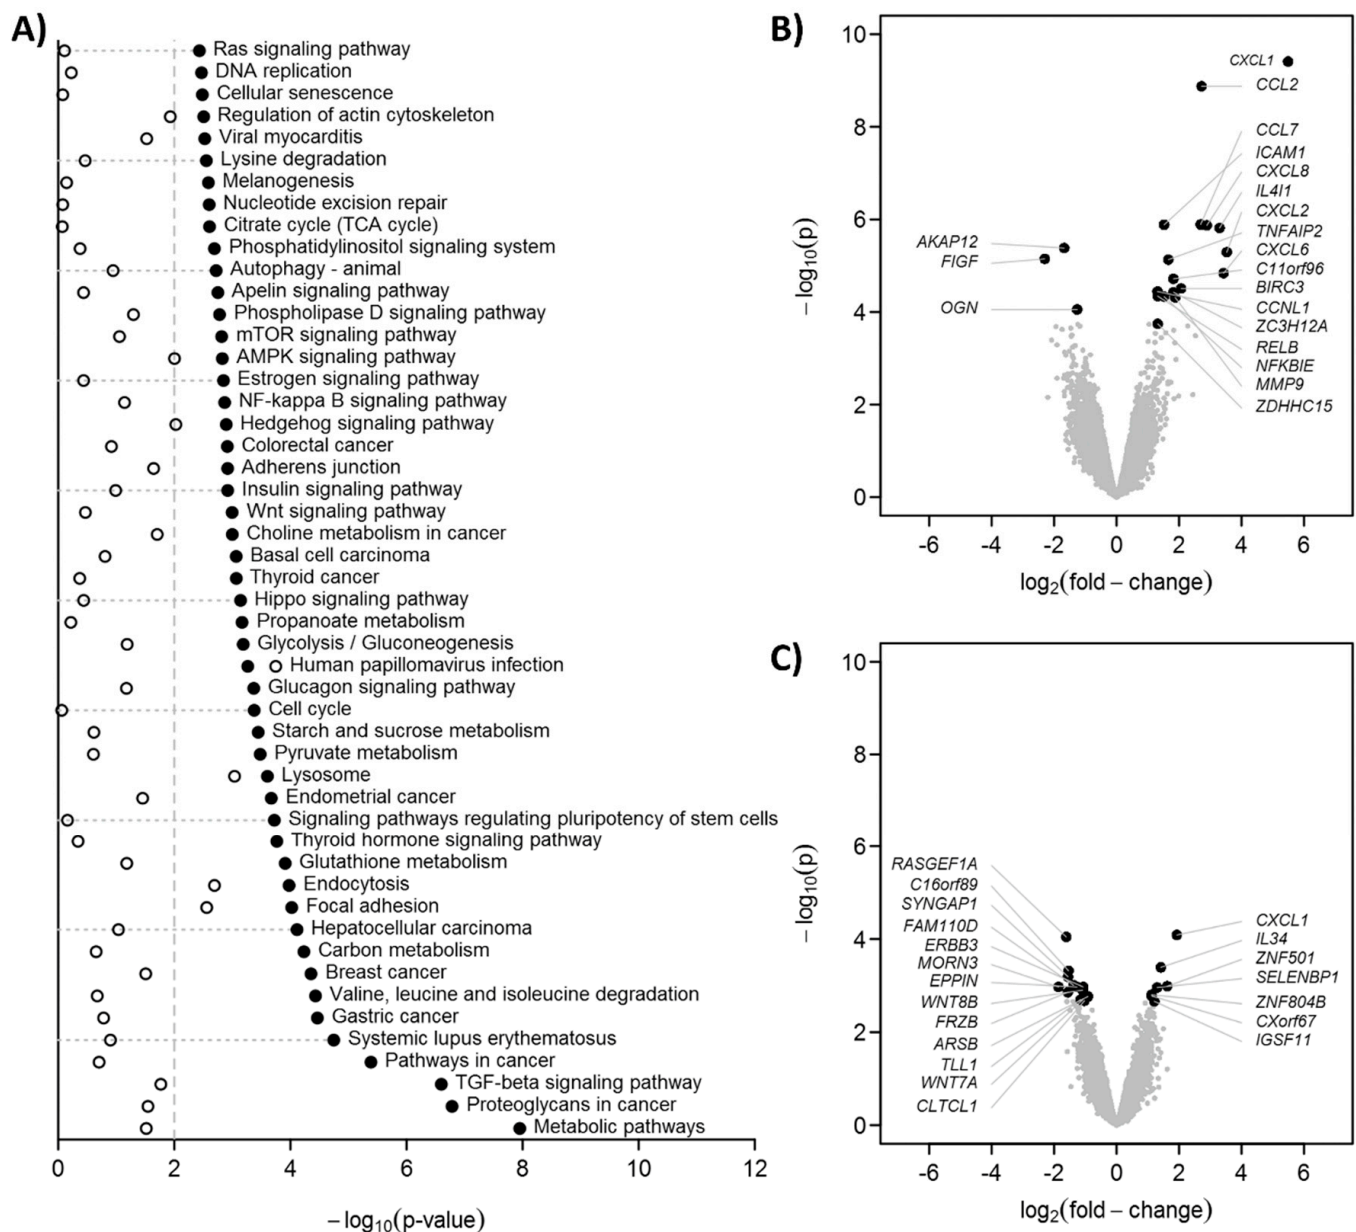 A)
Ras signaling pathway
DNA replication
Cellular senescence
Regulation of actin cytoskeleton
Viral myocarditis
Lysine degradation
Melanogenesis
Nucleotide excision repair
Citrate cycle (TCA cycle)
Phosphatidylinositol signaling system
Autophagy - animal
Apelin signaling pathway
Phospholipase D signaling pathway
mTOR signaling pathway
AMPK signaling pathway
Estrogen signaling pathway
NF-kappa B signaling pathway
Hedgehog signaling pathway
Colorectal cancer
Adherens junction
Insulin signaling pathway
Wnt signaling pathway
Choline metabolism in cancer
Basal cell carcinoma
Thyroid cancer
Hippo signaling pathway
Propanoate metabolism
Glycolysis / Gluconeogenesis
Human papillomavirus infection
Glucagon signaling pathway
Cell cycle
Starch and sucrose metabolism
Pyruvate metabolism
Lysosome
Endometrial cancer
Signaling pathways regulating pluripotency of stem cells
Thyroid hormone signaling pathway
Glutathione metabolism
Endocytosis
Focal adhesion
Hepatocellular carcinoma
Carbon metabolism
Breast cancer
Valine, leucine and isoleucine degradation
Gastric cancer
Systemic lupus erythematosus
Pathways in cancer
TGF-beta signaling pathway
Proteoglycans in cancer
Metabolic pathways
0 2 4 6 8 10 12
−log10(p-value)
B)
10
8
6
4
2
0
−log10(p)
CXCL1
CCL2
CCL7
ICAM1
CXCL8
IL4I1
CXCL2
TNFAIP2
CXCL6
C11orf96
BIRC3
CCNL1
ZC3H12A
RELB
NFKBIE
MMP9
ZDHHC15
AKAP12
FIGF
OGN
-6 -4 -2 0 2 4 6
log2(fold − change)
C)
10
8
6
4
2
0
−log10(p)
RASGEF1A
C16orf89
SYNGAP1
FAM110D
ERBB3
MORN3
EPPIN
WNT8B
FRZB
ARSB
TLL1
WNT7A
CLTCL1
CXCL1
IL34
ZNF501
SELENBP1
ZNF804B
CXorf67
IGSF11
-6 -4 -2 0 2 4 6
log2(fold − change)